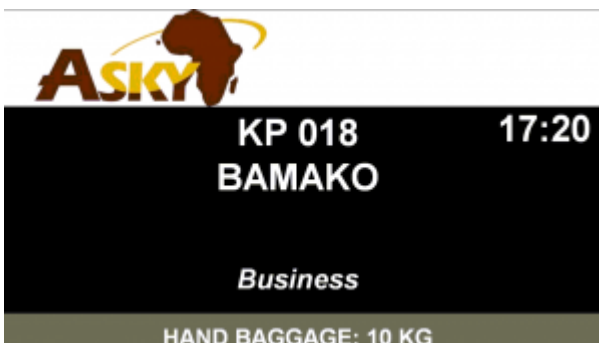 ASKY
KP 018 17:20
BAMAKO
Business
HAND BAGGAGE: 10 KG